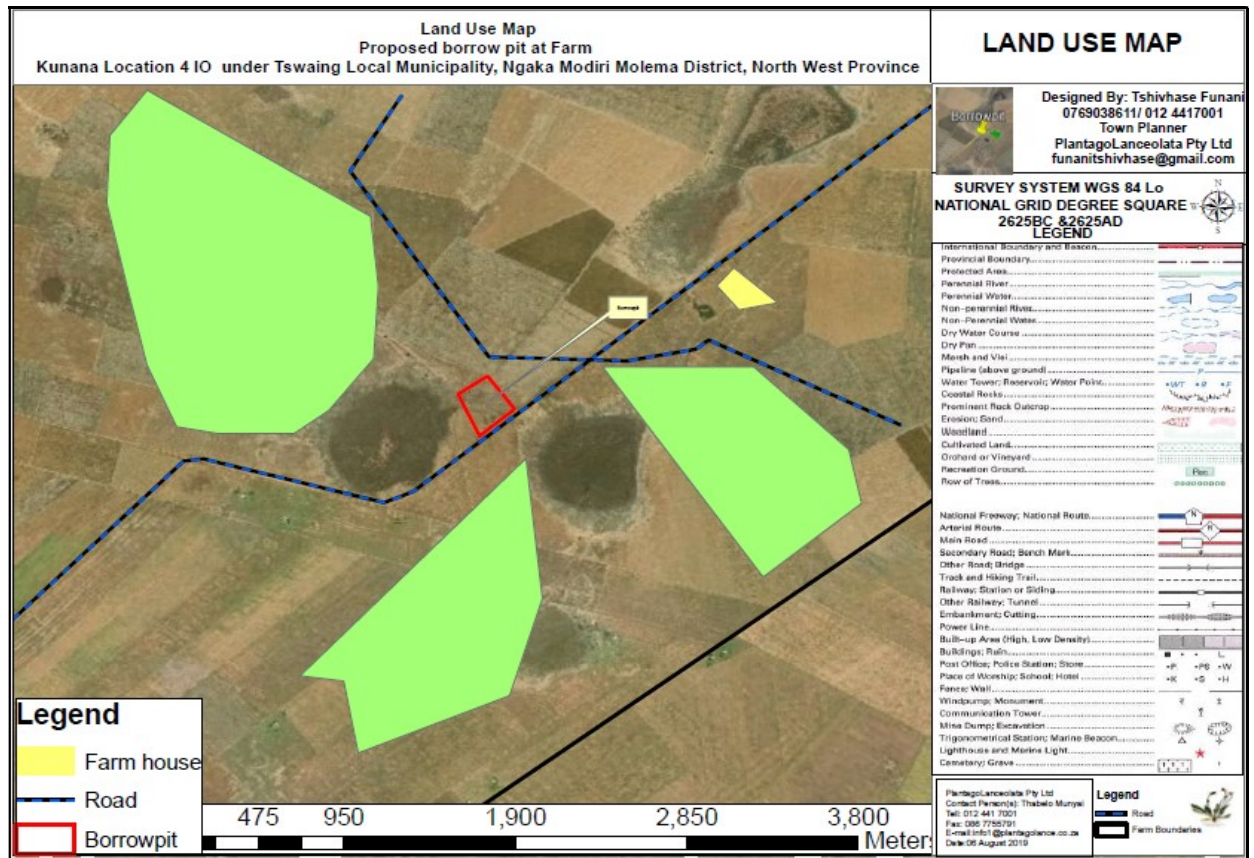 Land Use Map
Proposed borrow pit at Farm
Kunana Location 4 IO under Tswaing Local Municipality, Ngaka Modiri Molema District, North West Province
LAND USE MAP
Borrowpit
Designed By: Tshivhase Funani
0769038611/ 012 4417001
Town Planner
PlantagoLanceolata Pty Ltd
funanitshivhase@gmail.com
SURVEY SYSTEM WGS 84 Lo
NATIONAL GRID DEGREE SQUARE
2625BC &2625AD
LEGEND
N
W E
S
International Boundary and Beacon
Provincial Boundary
Protected Area
Perennial River
Perennial Water
Non-perennial River
Non-Perennial Water
Dry Water Course
Dry Pan
Marsh and Vlei
Pipeline (above ground)
Water Tower; Reservoir; Water Point
Coastal Rocks
Prominent Rock Outcrop
Erosion; Sand
Woodland
Cultivated Land
Orchard or Vineyard
Recreation Ground
Rec
Row of Trees
National Freeway; National Route
N
Arterial Route
R
Main Road
Secondary Road; Bench Mark
Other Road; Bridge
Track and Hiking Trail
Railway; Station or Siding
Other Railway; Tunnel
Embankment; Cutting
Power Line
Built-up Area (High, Low Density)
Buildings; Ruin
Post Office; Police Station; Store
•P •PS •W
Place of Worship; School; Hotel
•K •S •H
Fence; Wall
Windpump; Monument
Communication Tower
Mine Dump; Excavation
Trigonometrical Station; Marine Beacon
Lighthouse and Marine Light
Cemetery; Grave
Borrowpit
Legend
Farm house
Road
Borrowpit
475 950 1,900 2,850 3,800
Meters
PlantagoLanceolata Pty Ltd
Contact Person(s): Thabelo Munyai
Tell: 012 441 7001
Fax: 086 7755791
E-mail:info1@plantagolance.co.za
Date:06 August 2019
Legend
Road
Farm Boundaries